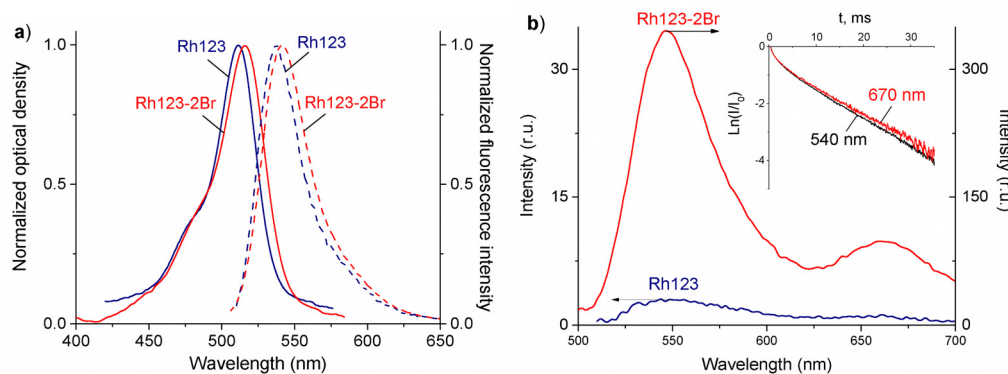 a)
Rh123
Rh123
Rh123-2Br
Rh123-2Br
Normalized optical density
1.0
0.5
0.0
400
450
500
550
600
650
Wavelength (nm)
1.0
0.5
0.0
Normalized fluorescence intensity
b)
Rh123-2Br
Rh123
Intensity (r.u.)
30
15
0
500
550
600
650
700
Wavelength (nm)
300
150
0
Intensity (r.u.)
t, ms
0
10
20
30
Ln(I/I0)
0
-2
-4
670 nm
540 nm